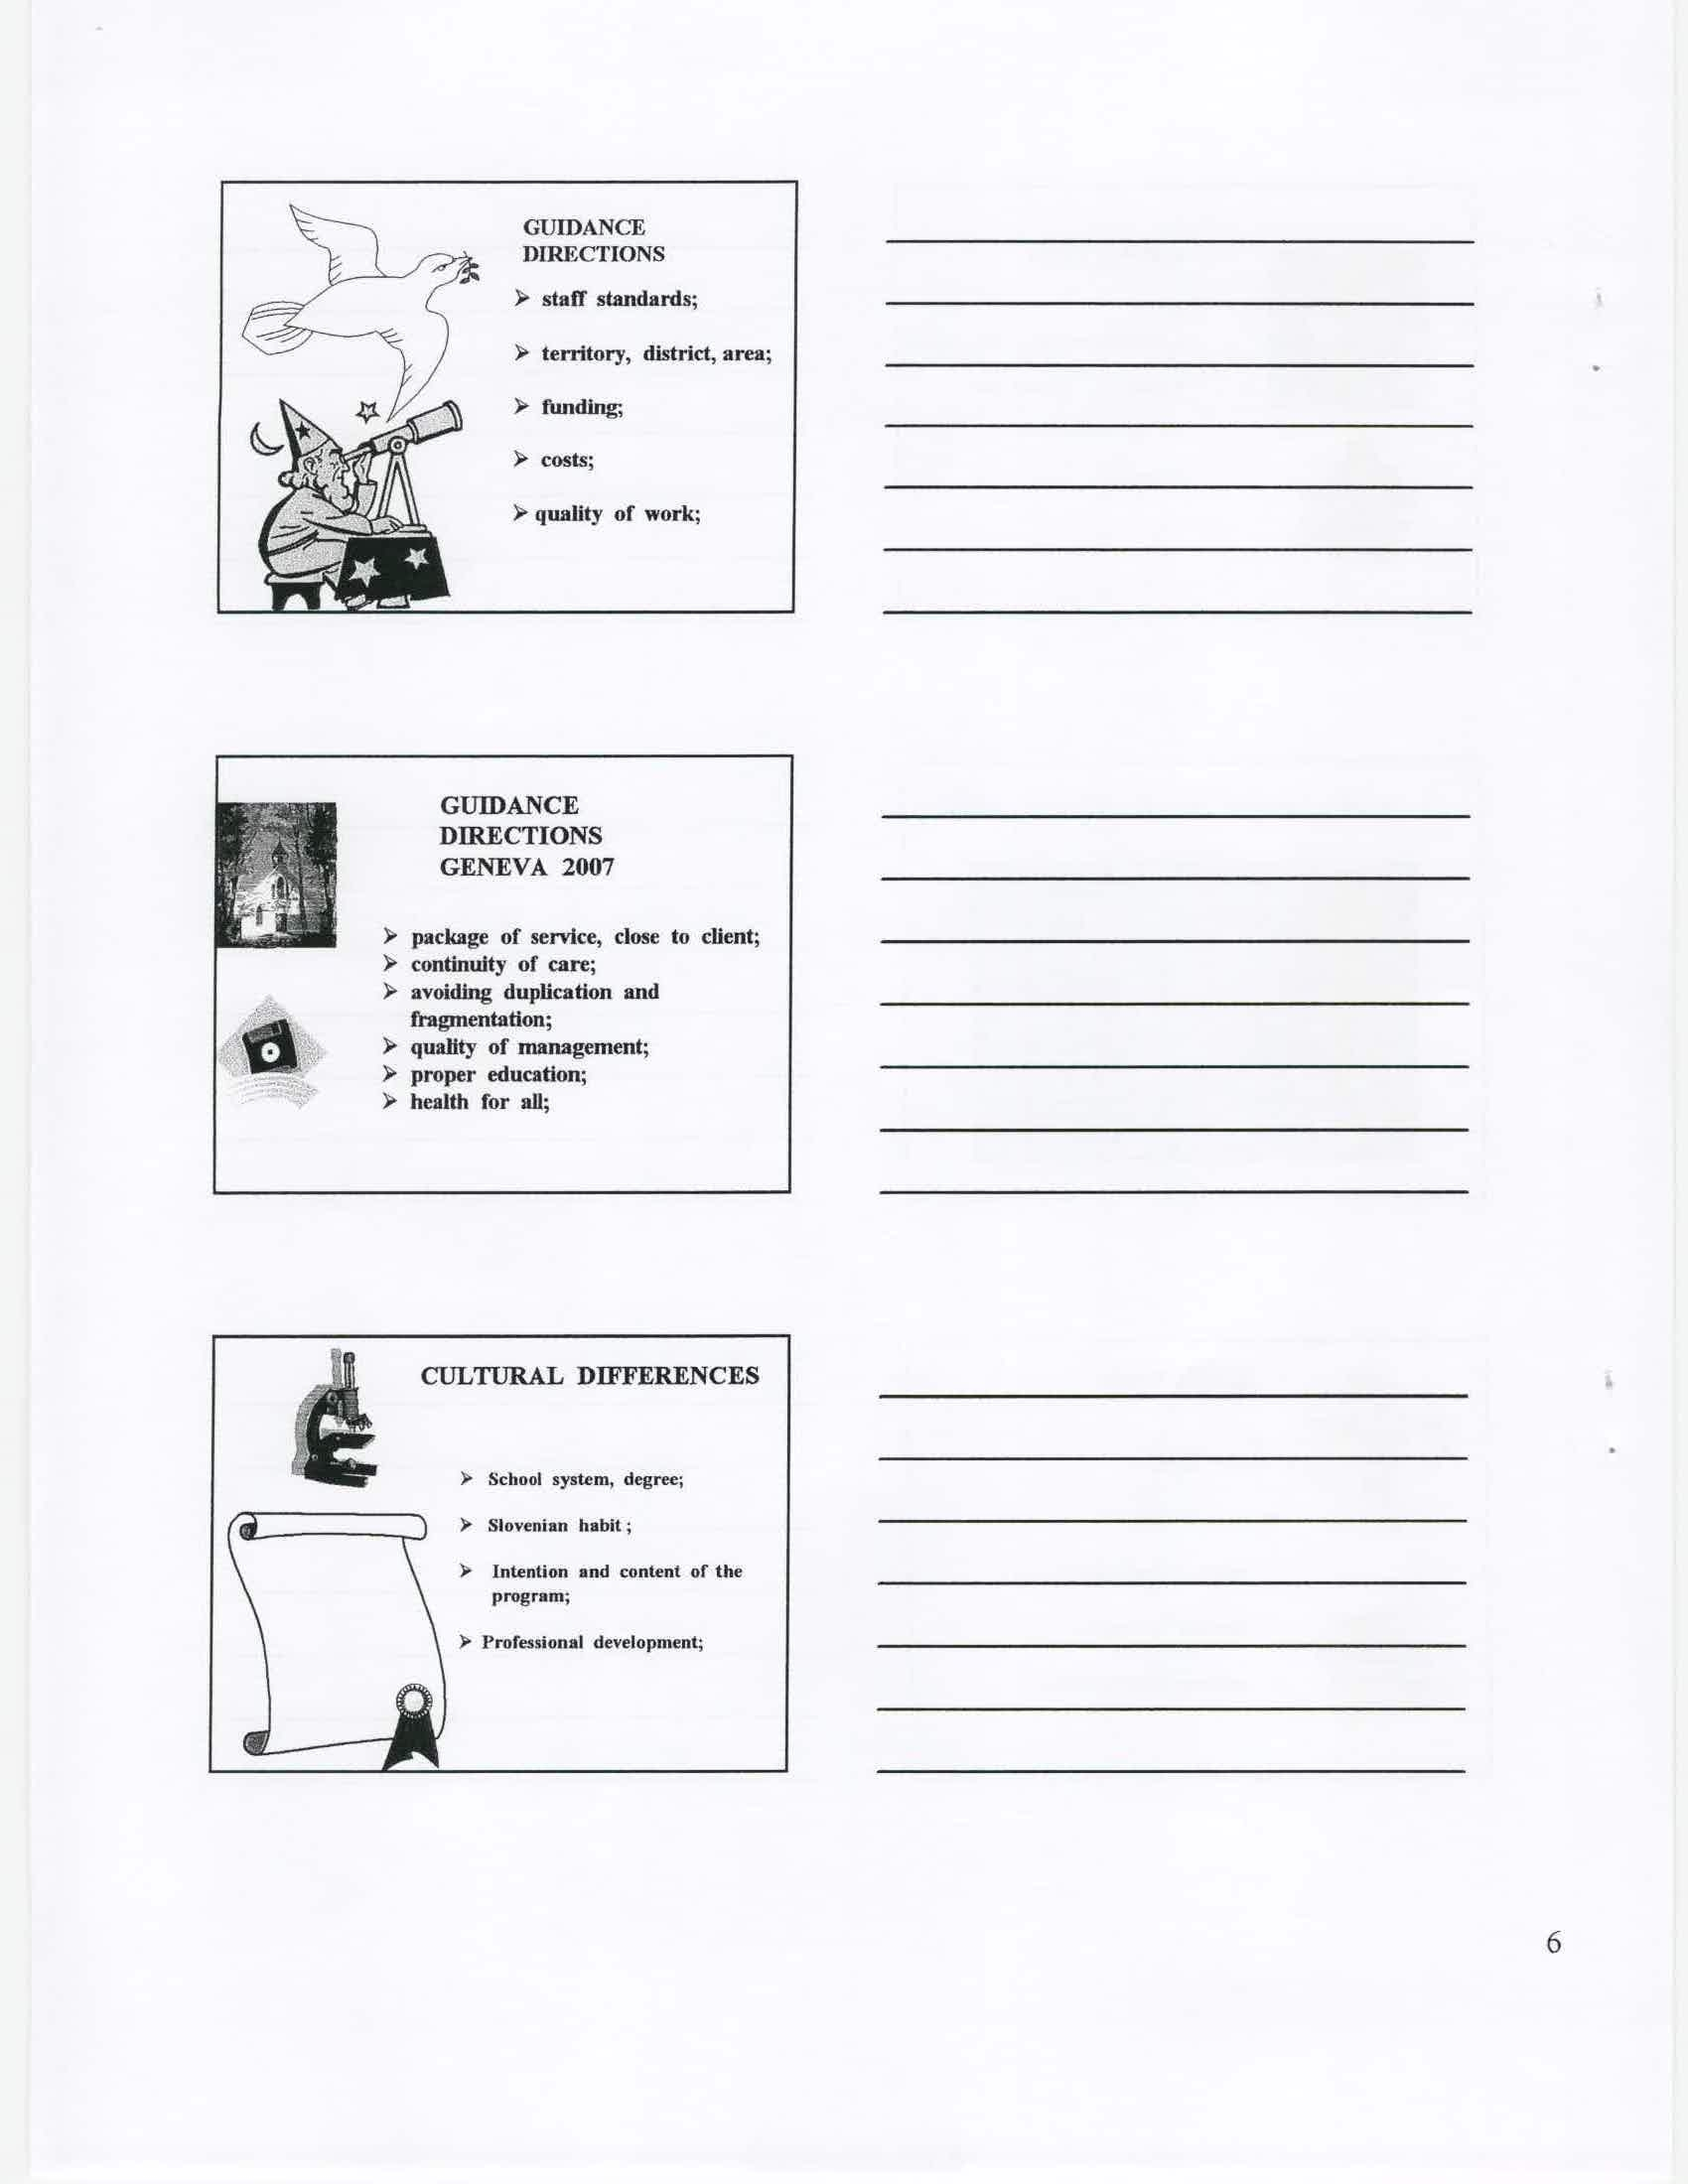 GUIDANCE
DIRECTIONS
➢ staff standards;
➢ territory, district, area;
➢ funding;
➢ costs;
➢ quality of work;
GUIDANCE
DIRECTIONS
GENEVA 2007
➢ package of service, close to client;
➢ continuity of care;
➢ avoiding duplication and
fragmentation;
➢ quality of management;
➢ proper education;
➢ health for all;
CULTURAL DIFFERENCES
➢ School system, degree;
➢ Slovenian habit ;
➢ Intention and content of the
program;
➢ Professional development;
6